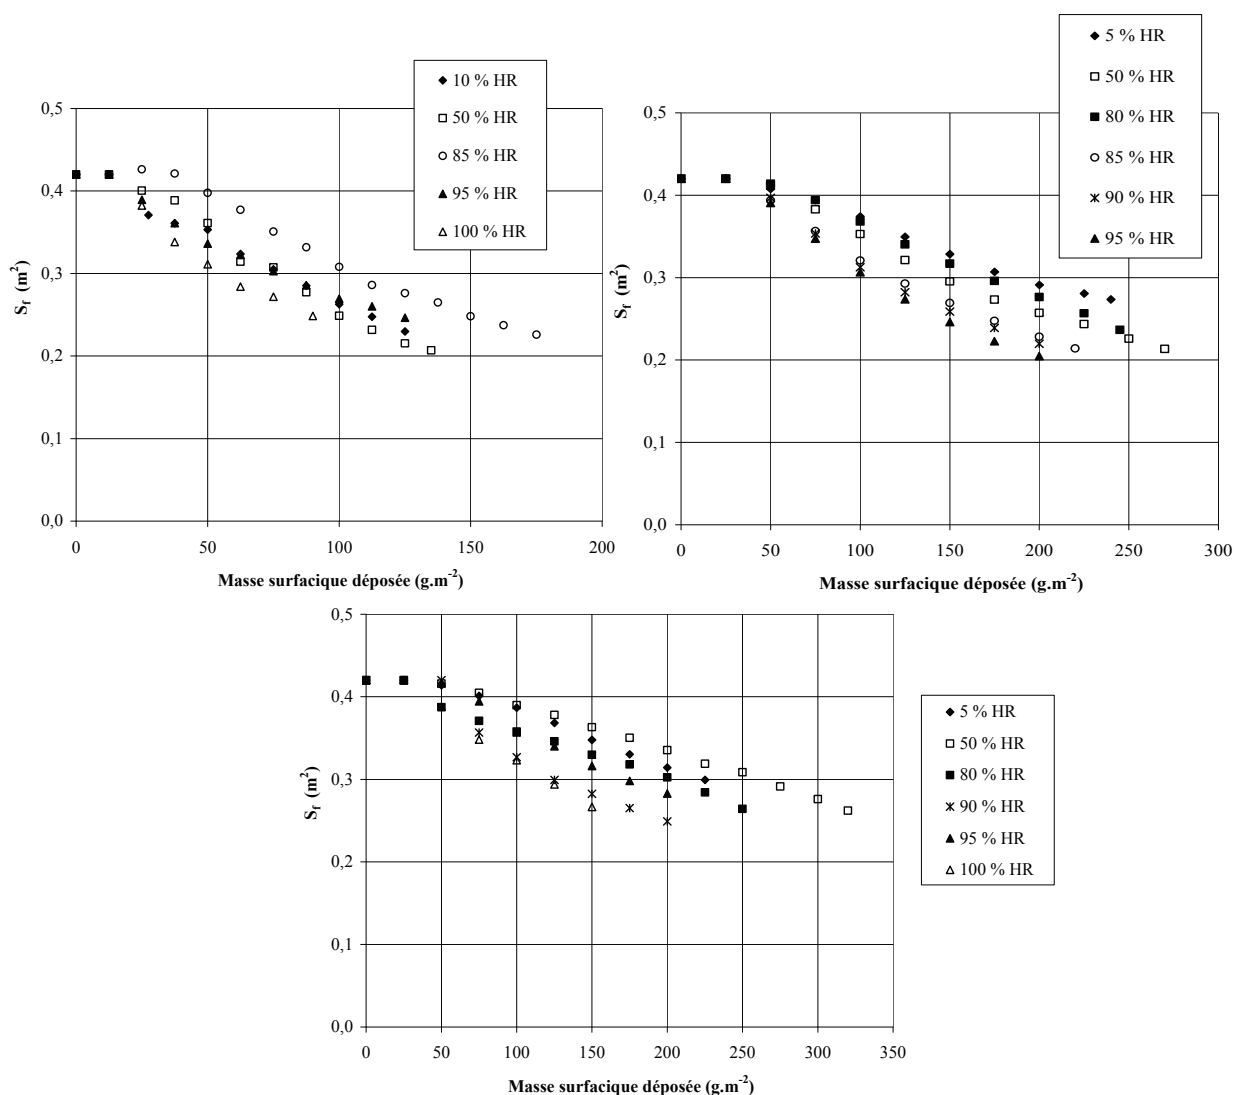 10 % HR
50 % HR
85 % HR
95 % HR
100 % HR
0,5
0,4
0,3
0,2
0,1
0,0
S_f (m²)
0 50 100 150 200
Masse surfacique déposée (g.m⁻²)
5 % HR
50 % HR
80 % HR
85 % HR
90 % HR
95 % HR
0,5
0,4
0,3
0,2
0,1
0,0
S_f (m²)
0 50 100 150 200 250 300
Masse surfacique déposée (g.m⁻²)
0,5
0,4
0,3
0,2
0,1
0,0
S_f (m²)
0 50 100 150 200 250 300 350
Masse surfacique déposée (g.m⁻²)
5 % HR
50 % HR
80 % HR
90 % HR
95 % HR
100 % HR